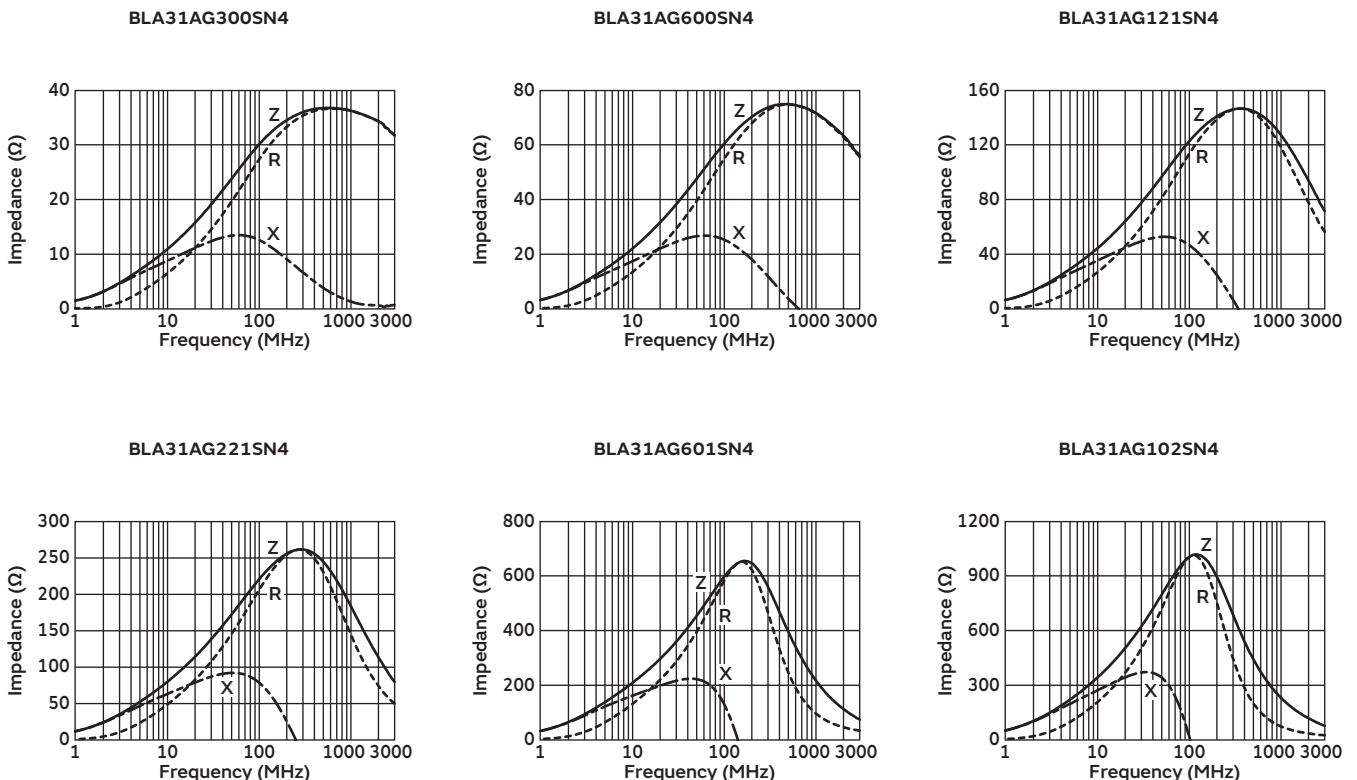 BLA31AG300SN4
Impedance (Ω)
40
30
20
10
0
Z
R
X
1 10 100 1000 3000
Frequency (MHz)
BLA31AG600SN4
Impedance (Ω)
80
60
40
20
0
Z
R
X
1 10 100 1000 3000
Frequency (MHz)
BLA31AG121SN4
Impedance (Ω)
160
120
80
40
0
Z
R
X
1 10 100 1000 3000
Frequency (MHz)
BLA31AG221SN4
Impedance (Ω)
300
250
200
150
100
50
0
Z
R
X
1 10 100 1000 3000
Frequency (MHz)
BLA31AG601SN4
Impedance (Ω)
800
600
400
200
0
Z
R
X
1 10 100 1000 3000
Frequency (MHz)
BLA31AG102SN4
Impedance (Ω)
1200
900
600
300
0
Z
R
X
1 10 100 1000 3000
Frequency (MHz)